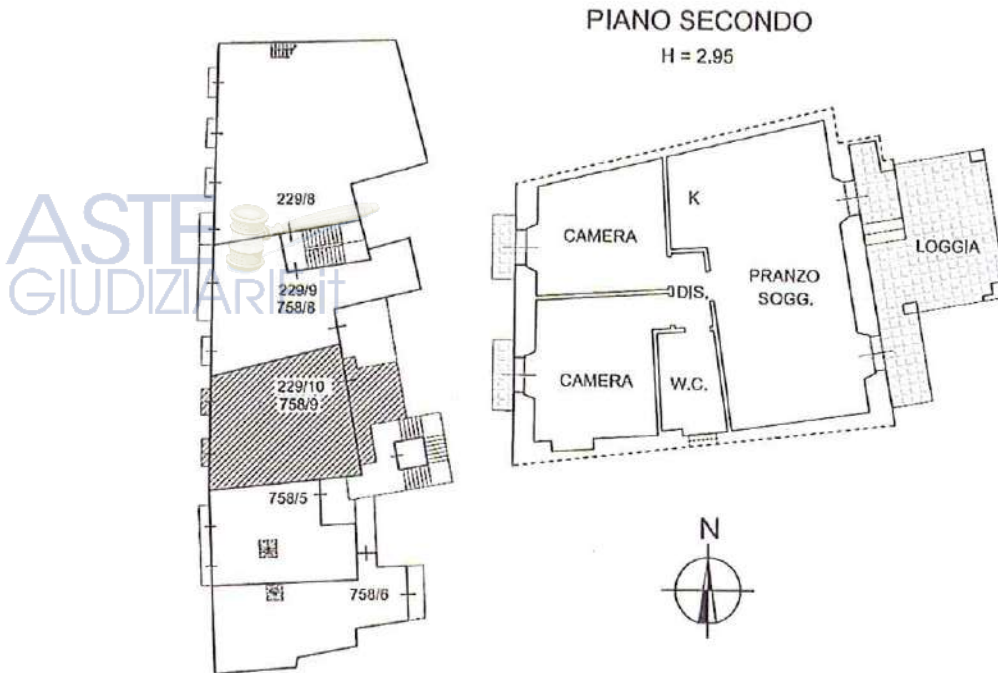 PIANO SECONDO
H = 2.95
229/8
ASTE
GIUDIZIARIE.it
229/9
758/8
229/10
758/9
758/5
758/6
K
CAMERA
DIS.
PRANZO
SOGG.
LOGGIA
CAMERA
W.C.
N